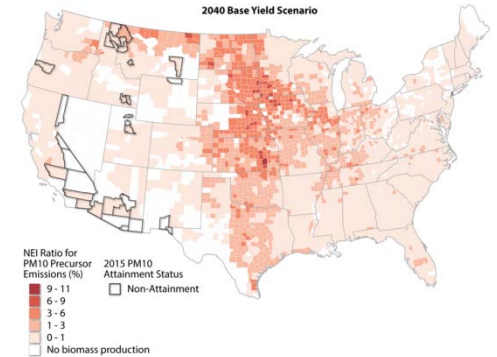 2040 Base Yield Scenario
NEI Ratio for
PM10 Precursor
Emissions (%)
9 - 11
6 - 9
3 - 6
1 - 3
0 - 1
No biomass production
2015 PM10
Attainment Status
Non-Attainment